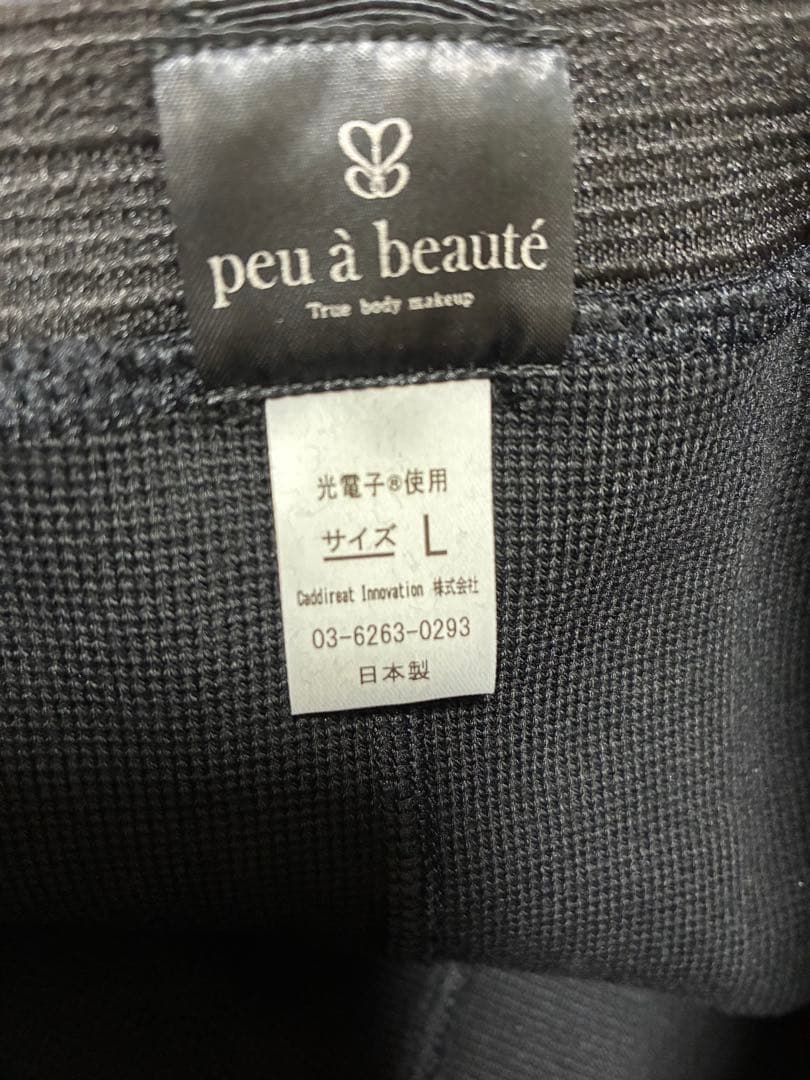 peu à beauté
True body makeup
光電子®使用
サイズ L
Caddireat Innovation 株式会社
03-6263-0293
日本製